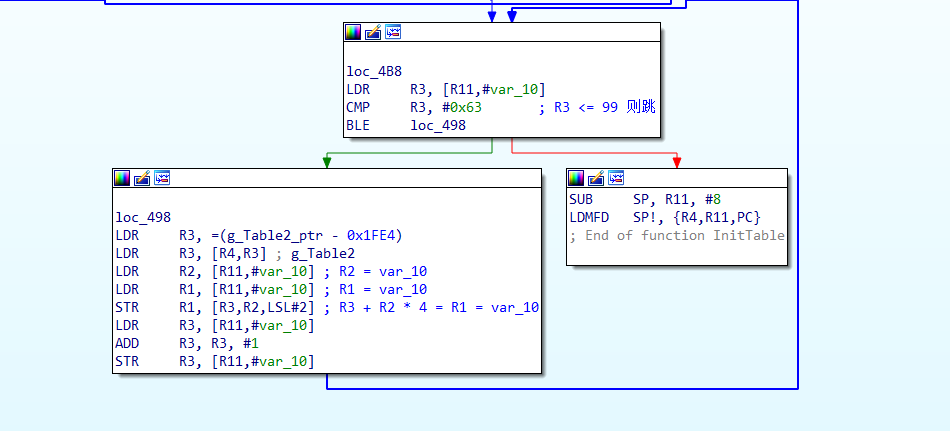 loc_4B8
LDR R3, [R11,#var_10]
CMP R3, #0x63 ; R3 <= 99 则跳
BLE loc_498
loc_498
LDR R3, =(g_Table2_ptr - 0x1FE4)
LDR R3, [R4,R3] ; g_Table2
LDR R2, [R11,#var_10] ; R2 = var_10
LDR R1, [R11,#var_10] ; R1 = var_10
STR R1, [R3,R2,LSL#2] ; R3 + R2 * 4 = R1 = var_10
LDR R3, [R11,#var_10]
ADD R3, R3, #1
STR R3, [R11,#var_10]
SUB SP, R11, #8
LDMFD SP!, {R4,R11,PC}
; End of function InitTable